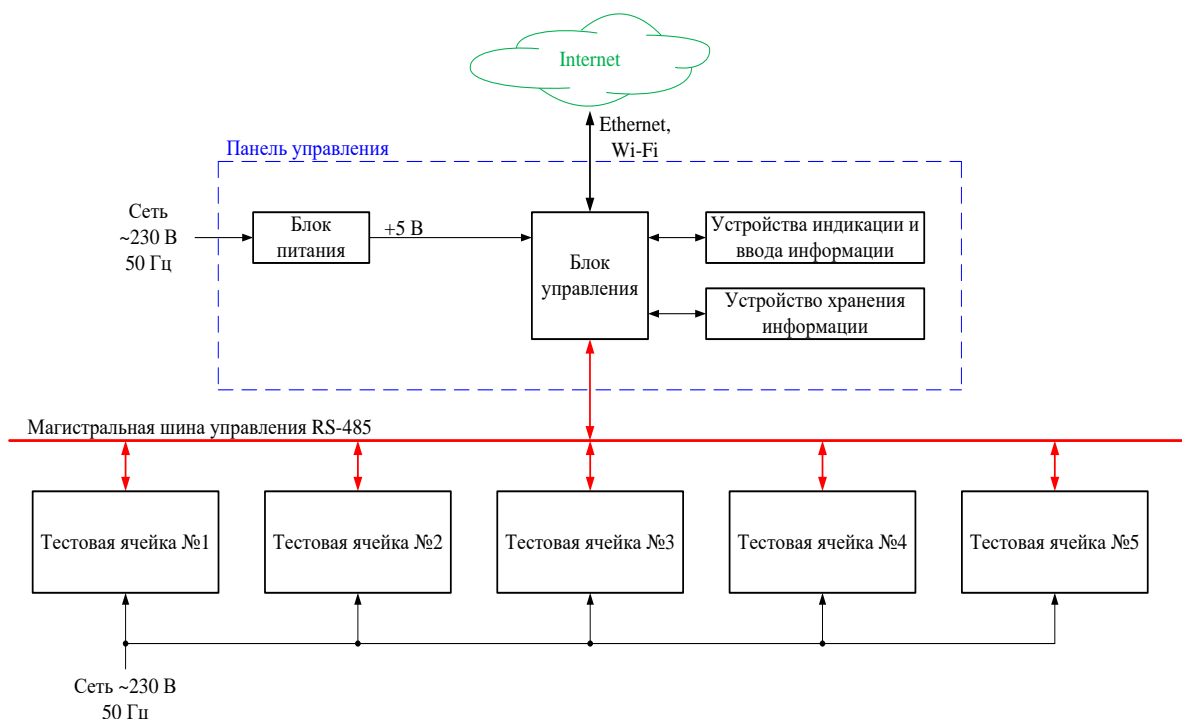 Internet
Ethernet,
Wi-Fi
Панель управления
Сеть
~230 В
50 Гц
Блок
питания
+5 В
Блок
управления
Устройства индикации и
ввода информации
Устройство хранения
информации
Магистральная шина управления RS-485
Тестовая ячейка №1
Тестовая ячейка №2
Тестовая ячейка №3
Тестовая ячейка №4
Тестовая ячейка №5
Сеть ~230 В
50 Гц